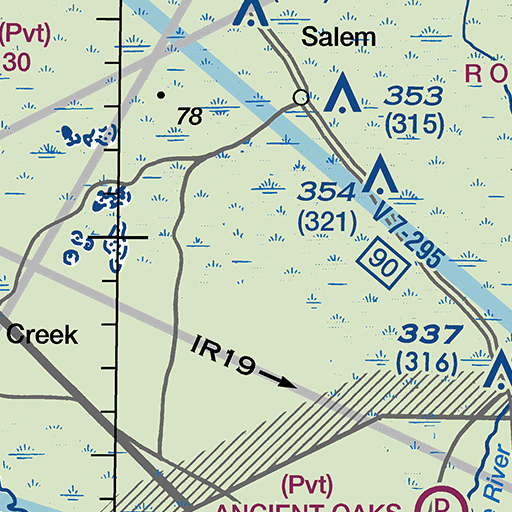 (Pvt)
30
Salem
R O
78
353
(315)
354
(321)
V-7-295
90
337
(316)
Creek
IR19
(Pvt)
ANCIENT OAKS
R
River